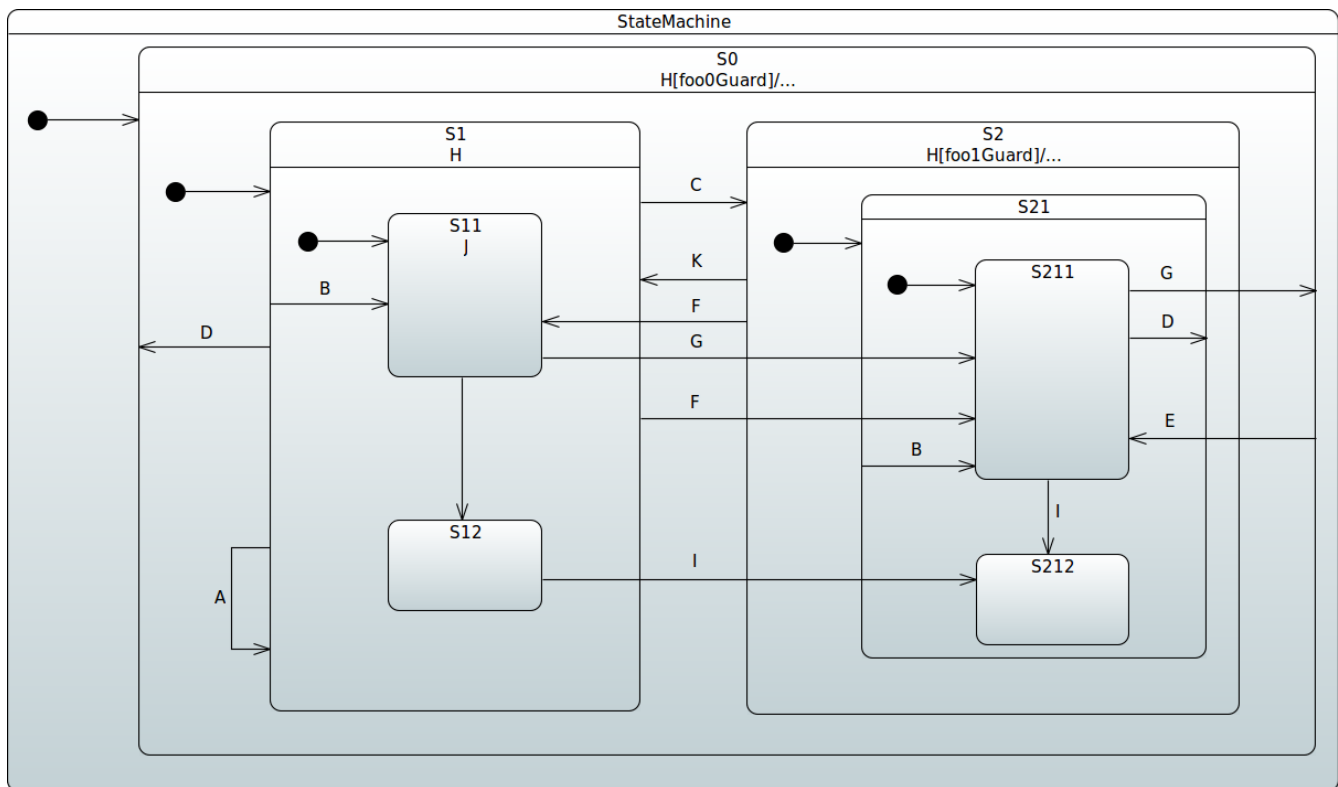 StateMachine
S0
H[foo0Guard]/...
S1
H
S2
H[foo1Guard]/...
C
S21
S11
J
K
S211
G
B
F
D
D
G
F
E
B
I
S12
I
S212
A